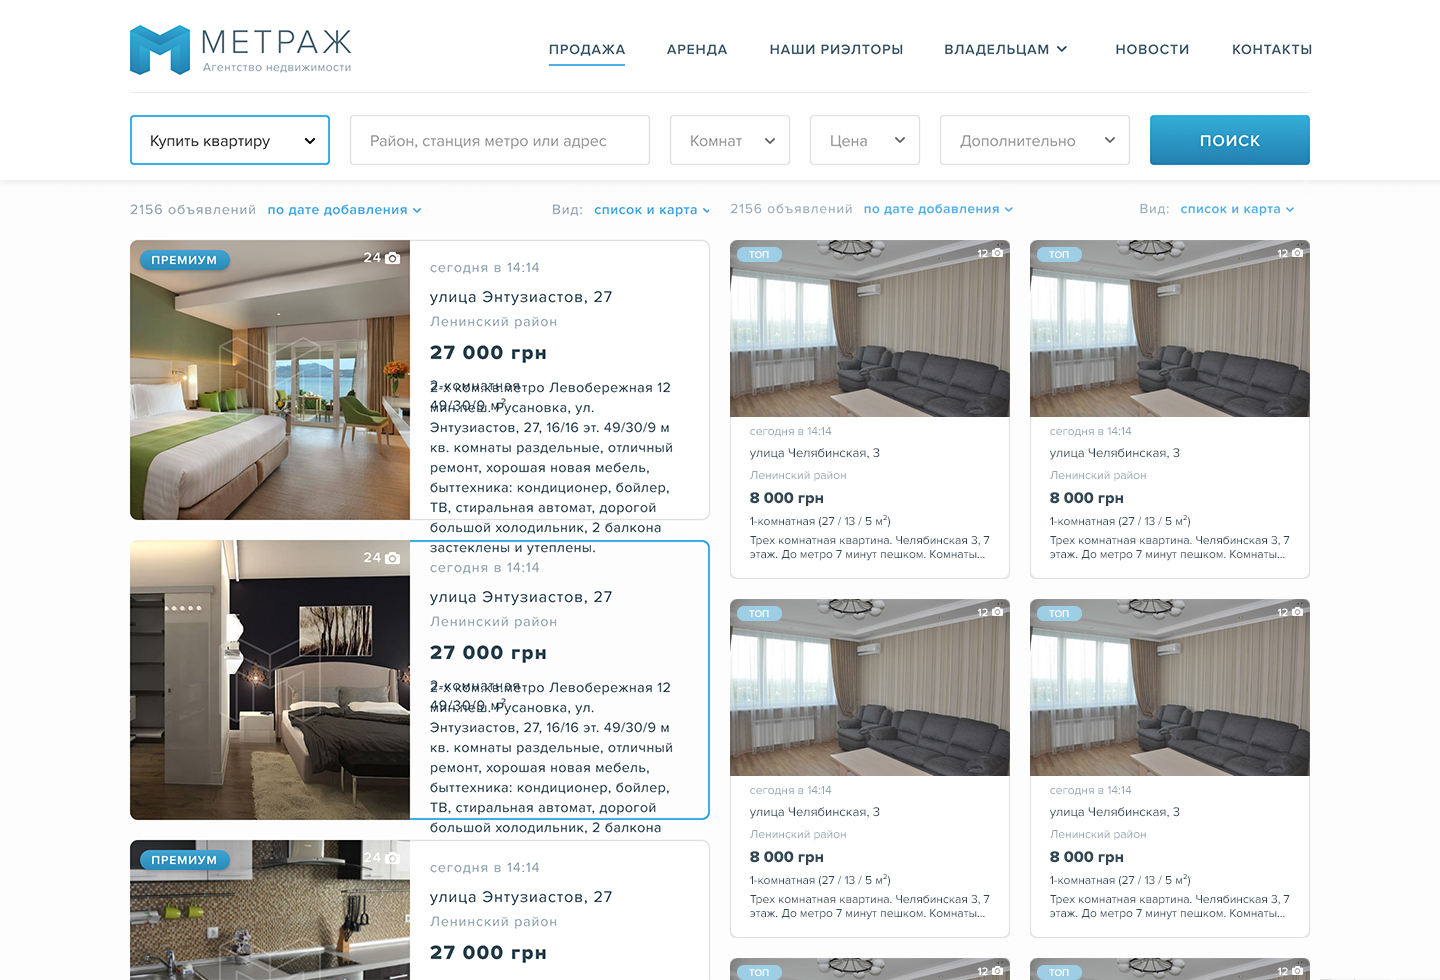 МЕТРАЖ
Агентство недвижимости
ПРОДАЖА АРЕНДА НАШИ РИЭЛТОРЫ ВЛАДЕЛЬЦАМ НОВОСТИ КОНТАКТЫ
Купить квартиру Район, станция метро или адрес Комнат Цена Дополнительно ПОИСК
2156 объявлений по дате добавления Вид: список и карта
ПРЕМИУМ
24
сегодня в 14:14
улица Энтузиастов, 27
Ленинский район
27 000 грн
2-комнатная
49/30/9 м²
2-х ком.кв.метро Левобережная 12
мин.пеш. Русановка, ул.
Энтузиастов, 27, 16/16 эт. 49/30/9 м
кв. комнаты раздельные, отличный
ремонт, хорошая новая мебель,
быттехника: кондиционер, бойлер,
ТВ, стиральная автомат, дорогой
большой холодильник, 2 балкона
застеклены и утеплены.
24
сегодня в 14:14
улица Энтузиастов, 27
Ленинский район
27 000 грн
2-комнатная
49/30/9 м²
2-х ком.кв.метро Левобережная 12
мин.пеш. Русановка, ул.
Энтузиастов, 27, 16/16 эт. 49/30/9 м
кв. комнаты раздельные, отличный
ремонт, хорошая новая мебель,
быттехника: кондиционер, бойлер,
ТВ, стиральная автомат, дорогой
большой холодильник, 2 балкона
ПРЕМИУМ
24
сегодня в 14:14
улица Энтузиастов, 27
Ленинский район
27 000 грн
2156 объявлений по дате добавления Вид: список и карта
ТОП
12
сегодня в 14:14
улица Челябинская, 3
Ленинский район
8 000 грн
1-комнатная (27 / 13 / 5 м²)
Трех комнатная квартина. Челябинская 3, 7
этаж. До метро 7 минут пешком. Комнаты...
ТОП
12
сегодня в 14:14
улица Челябинская, 3
Ленинский район
8 000 грн
1-комнатная (27 / 13 / 5 м²)
Трех комнатная квартина. Челябинская 3, 7
этаж. До метро 7 минут пешком. Комнаты...
ТОП
12
сегодня в 14:14
улица Челябинская, 3
Ленинский район
8 000 грн
1-комнатная (27 / 13 / 5 м²)
Трех комнатная квартина. Челябинская 3, 7
этаж. До метро 7 минут пешком. Комнаты...
ТОП
12
сегодня в 14:14
улица Челябинская, 3
Ленинский район
8 000 грн
1-комнатная (27 / 13 / 5 м²)
Трех комнатная квартина. Челябинская 3, 7
этаж. До метро 7 минут пешком. Комнаты...
ТОП
12
ТОП
12